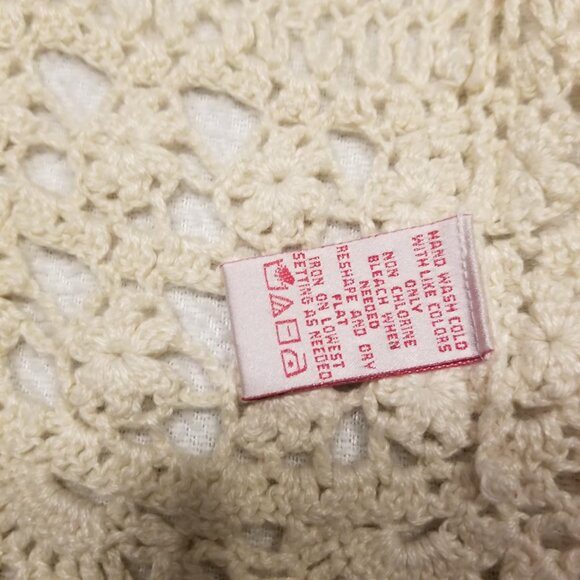 HAND WASH COLD
WITH LIKE COLORS
ONLY
NON CHLORINE
BLEACH WHEN
NEEDED
RESHAPE AND DRY
FLAT
IRON ON LOWEST
SETTING AS NEEDED